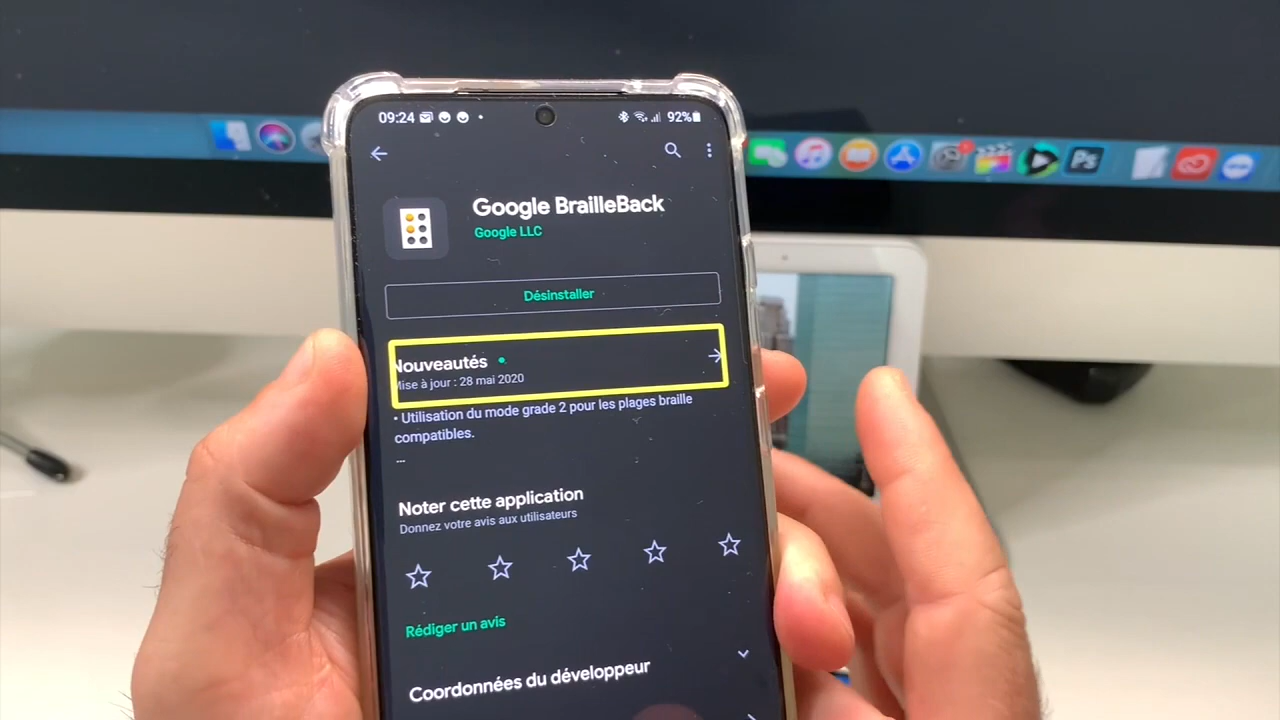 09:24 92%
Google BrailleBack
Google LLC
Désinstaller
Nouveautés
Mise à jour : 28 mai 2020
• Utilisation du mode grade 2 pour les plages braille
compatibles.
...
Noter cette application
Donnez votre avis aux utilisateurs
Rédiger un avis
Coordonnées du développeur
Ps